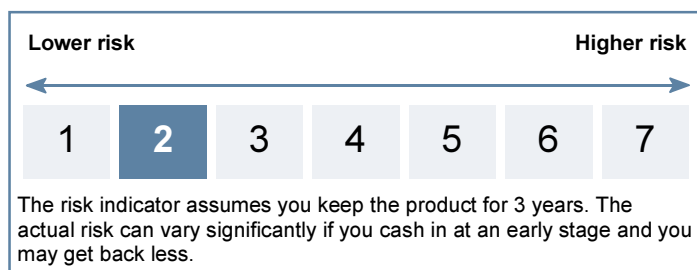 Lower risk Higher risk
1 2 3 4 5 6 7
The risk indicator assumes you keep the product for 3 years. The
actual risk can vary significantly if you cash in at an early stage and you
may get back less.